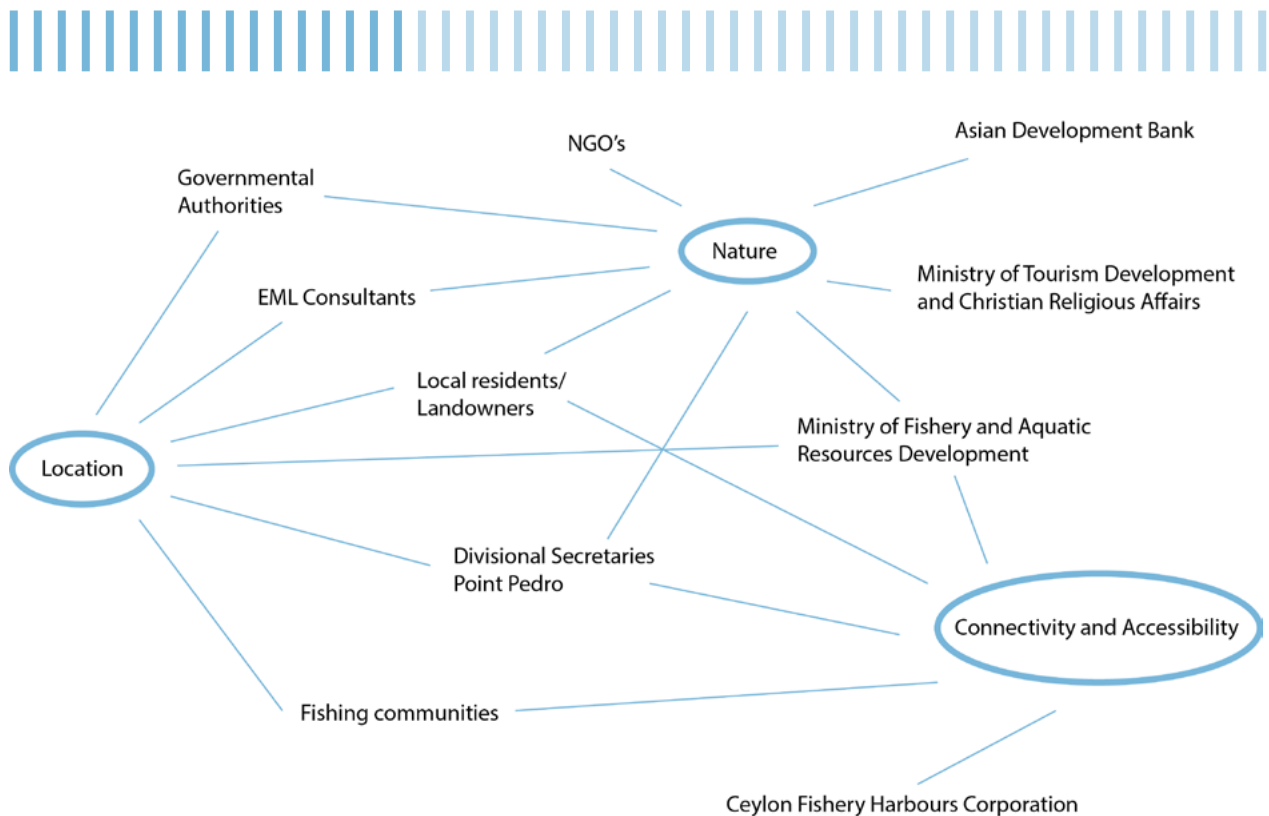 NGO's
Asian Development Bank
Governmental
Authorities
Nature
EML Consultants
Ministry of Tourism Development
and Christian Religious Affairs
Local residents/
Landowners
Ministry of Fishery and Aquatic
Resources Development
Location
Divisional Secretaries
Point Pedro
Connectivity and Accessibility
Fishing communities
Ceylon Fishery Harbours Corporation